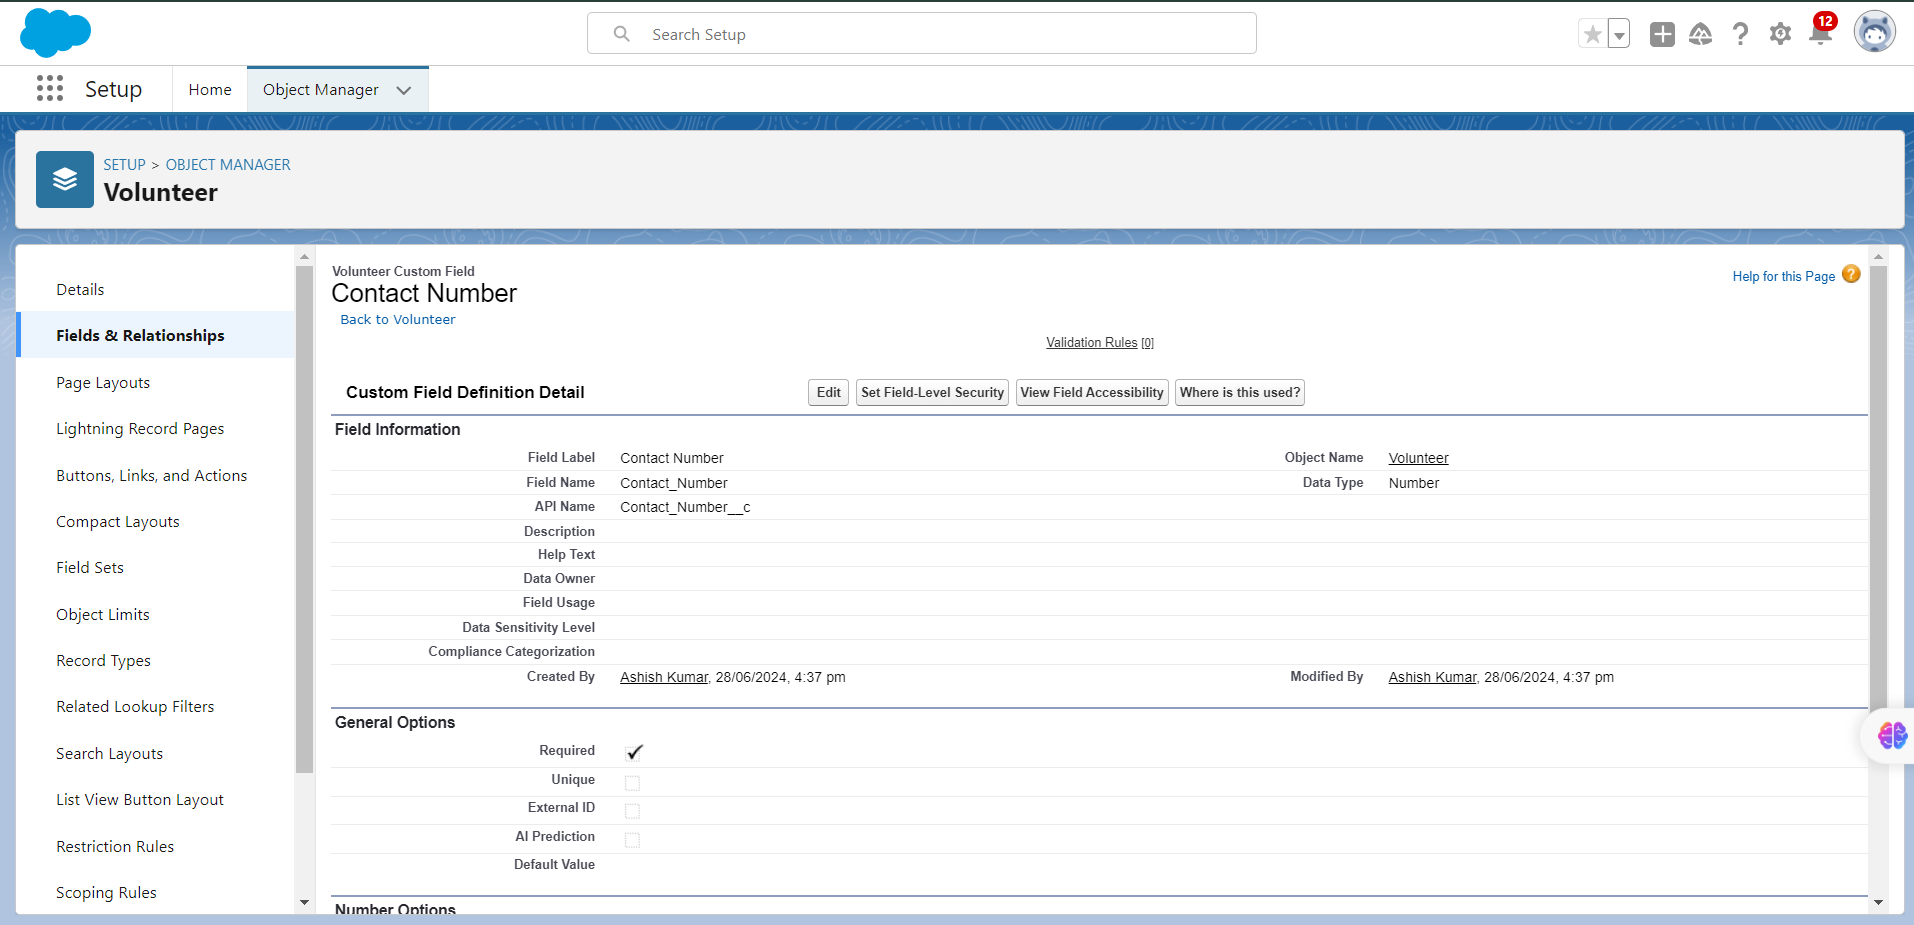 Search Setup
12
Setup
Home
Object Manager
SETUP > OBJECT MANAGER
Volunteer
Details
Fields & Relationships
Page Layouts
Lightning Record Pages
Buttons, Links, and Actions
Compact Layouts
Field Sets
Object Limits
Record Types
Related Lookup Filters
Search Layouts
List View Button Layout
Restriction Rules
Scoping Rules
Volunteer Custom Field
Contact Number
Back to Volunteer
Help for this Page ?
Validation Rules [0]
Custom Field Definition Detail
Edit
Set Field-Level Security
View Field Accessibility
Where is this used?
Field Information
Field Label Contact Number Object Name Volunteer
Field Name Contact_Number Data Type Number
API Name Contact_Number__c
Description
Help Text
Data Owner
Field Usage
Data Sensitivity Level
Compliance Categorization
Created By Ashish Kumar, 28/06/2024, 4:37 pm Modified By Ashish Kumar, 28/06/2024, 4:37 pm
General Options
Required
Unique
External ID
AI Prediction
Default Value
Number Options